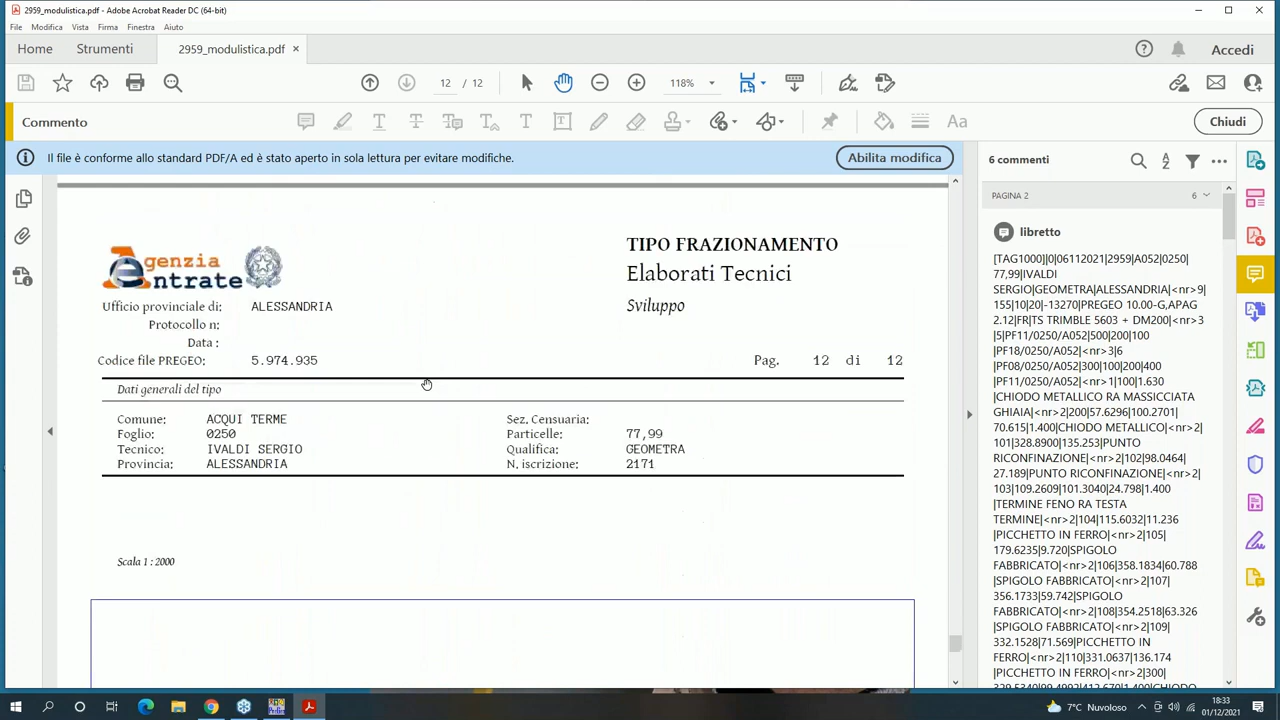 2959_modulistica.pdf - Adobe Acrobat Reader DC (64-bit)
File Modifica Vista Firma Finestra Aiuto
Home Strumenti 2959_modulistica.pdf × Accedi
12 / 12 118%
Commento Chiudi
Il file è conforme allo standard PDF/A ed è stato aperto in sola lettura per evitare modifiche. Abilita modifica
6 commenti
PAGINA 2 6
libretto
[TAG1000]|0|06112021|2959|A052|0250|
77,99|IVALDI
SERGIO|GEOMETRA|ALESSANDRIA|<nr>9|
155|10|20|-13270|PREGEO 10.00-G,APAG
2.12|FR|TS TRIMBLE 5603 + DM200|<nr>3
|5|PF11/0250/A052|500|200|100
|PF18/0250/A052|<nr>3|6
|PF08/0250/A052|300|100|200|400
|PF11/0250/A052|<nr>1|100|1.630
|CHIODO METALLICO RA MASSICCIATA
GHIAIA|<nr>2|200|57.6296|100.2701|
70.615|1.400|CHIODO METALLICO|<nr>2|
101|328.8900|135.253|PUNTO
RICONFINAZIONE|<nr>2|102|98.0464|
27.189|PUNTO RICONFINAZIONE|<nr>2|
103|109.2609|101.3040|24.798|1.400
|TERMINE FENO RA TESTA
TERMINE|<nr>2|104|115.6032|11.236
|PICCHETTO IN FERRO|<nr>2|105|
179.6235|9.720|SPIGOLO
FABBRICATO|<nr>2|106|358.1834|60.788
|SPIGOLO FABBRICATO|<nr>2|107|
356.1733|59.742|SPIGOLO
FABBRICATO|<nr>2|108|354.2518|63.326
|SPIGOLO FABBRICATO|<nr>2|109|
332.1528|71.569|PICCHETTO IN
FERRO|<nr>2|110|331.0637|136.174
|PICCHETTO IN FERRO|<nr>2|300|
329.5340|99.4992|412.670|1.400|CHIODO
Agenzia
Entrate
TIPO FRAZIONAMENTO
Elaborati Tecnici
Sviluppo
Ufficio provinciale di: ALESSANDRIA
Protocollo n:
Data :
Codice file PREGEO: 5.974.935 Pag. 12 di 12
Dati generali del tipo
Comune: ACQUI TERME Sez. Censuaria:
Foglio: 0250 Particelle: 77,99
Tecnico: IVALDI SERGIO Qualifica: GEOMETRA
Provincia: ALESSANDRIA N. iscrizione: 2171
Scala 1 : 2000
7°C Nuvoloso 18:33
01/12/2021